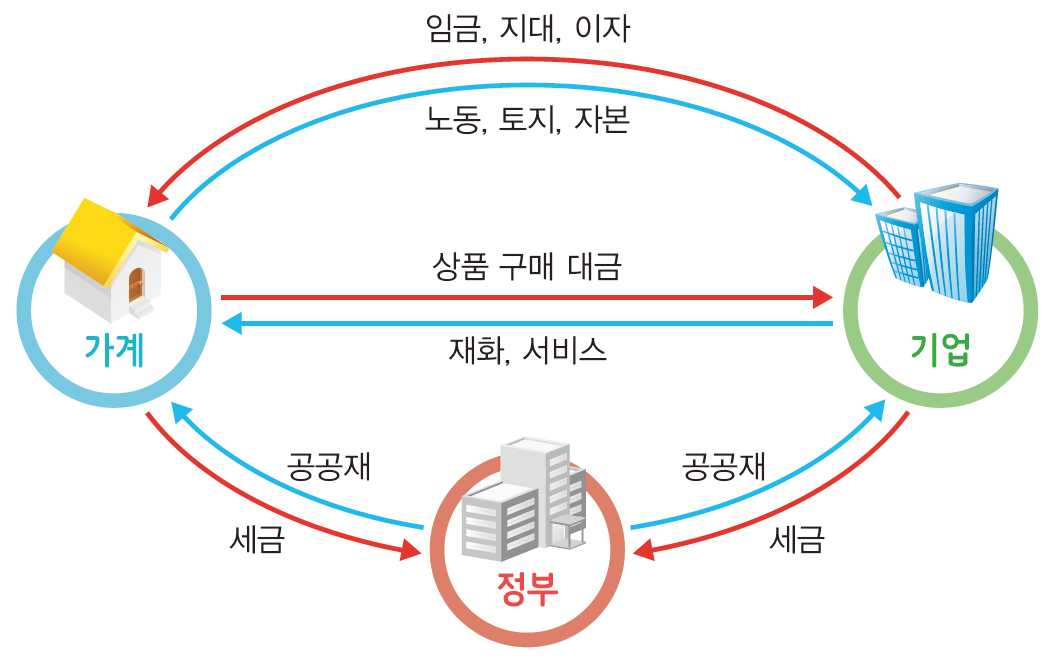 임금, 지대, 이자
노동, 토지, 자본
상품 구매 대금
재화, 서비스
가계
기업
공공재
공공재
세금
세금
정부